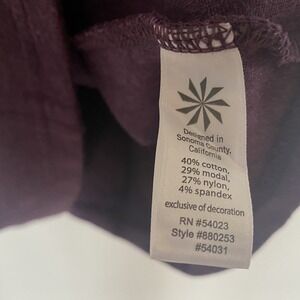 Designed in
Sonoma County,
California
40% cotton,
29% modal,
27% nylon,
4% spandex
exclusive of decoration
RN #54023
Style #880253
#54031